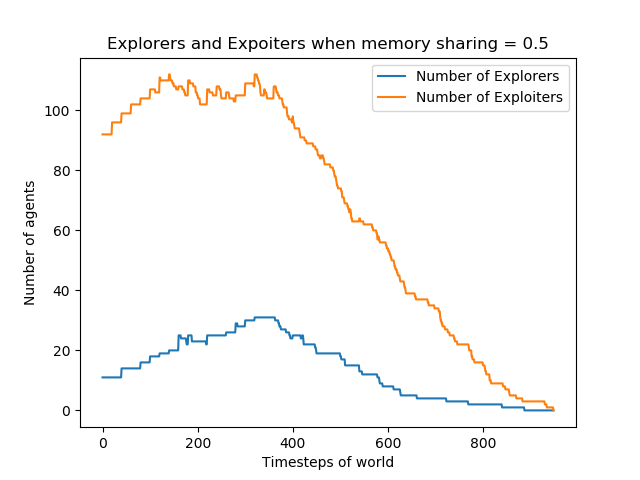 Explorers and Expoiters when memory sharing = 0.5
Number of Explorers
Number of Exploiters
100
80
60
40
20
0
Number of agents
0 200 400 600 800
Timesteps of world